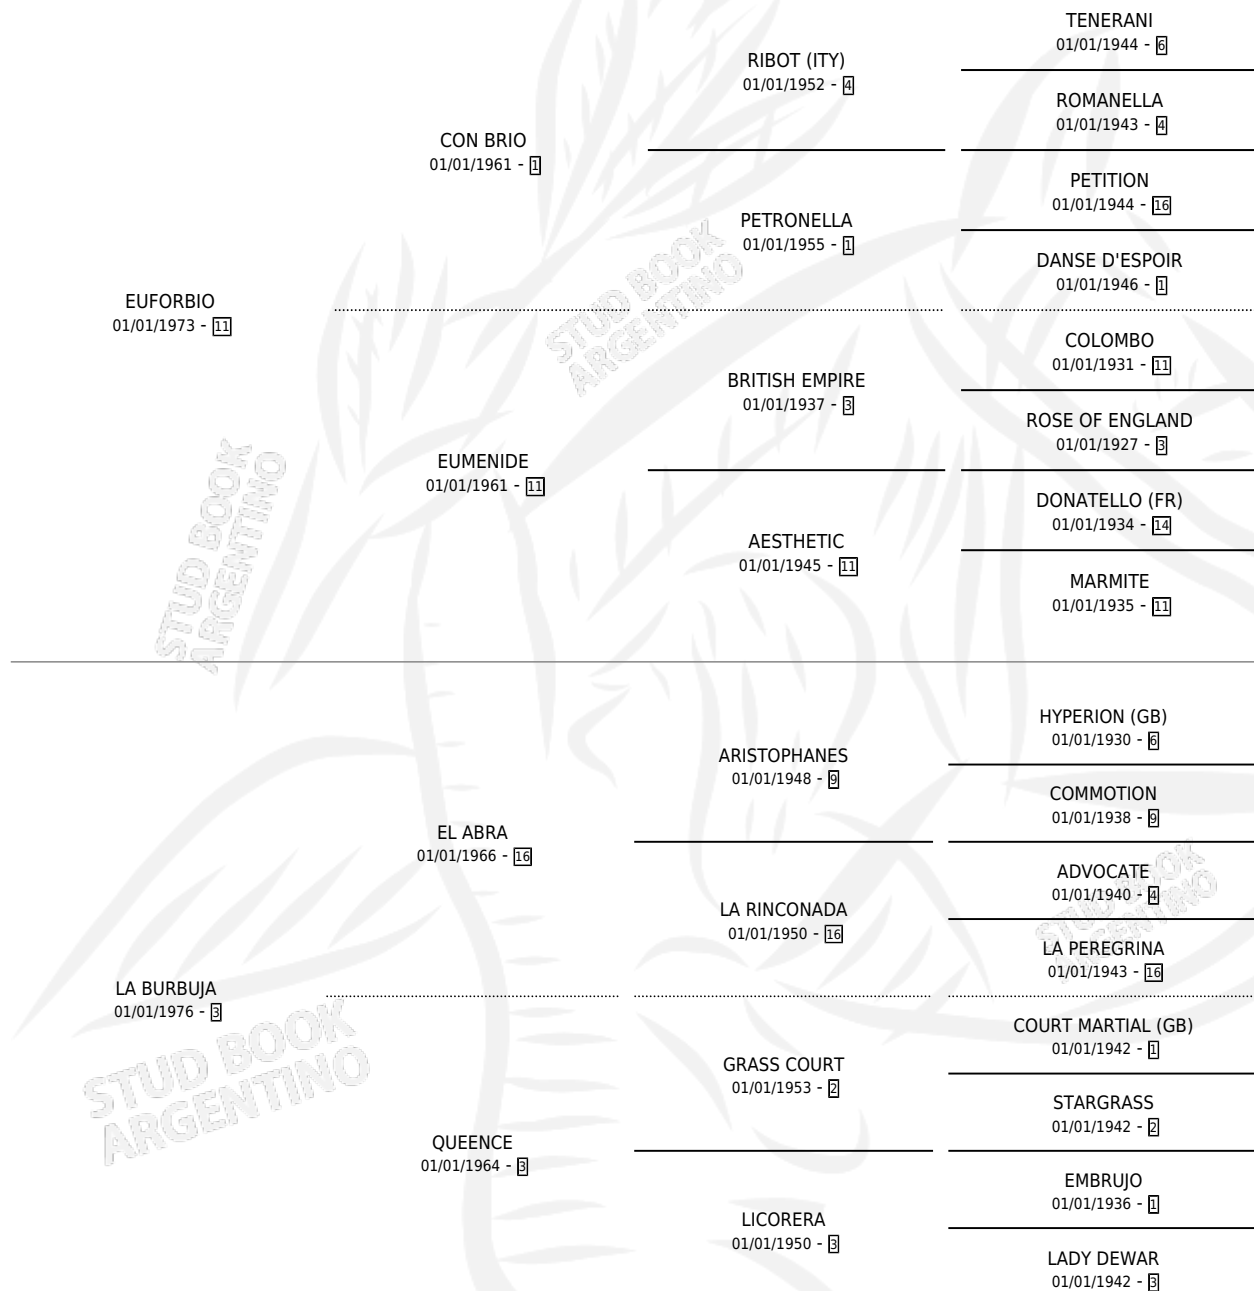 TENERANI
01/01/1944 - 6
RIBOT (ITY)
01/01/1952 - 4
ROMANELLA
01/01/1943 - 4
CON BRIO
01/01/1961 - 1
PETITION
01/01/1944 - 16
PETRONELLA
01/01/1955 - 1
DANSE D'ESPOIR
01/01/1946 - 1
EUFORBIO
01/01/1973 - 11
COLOMBO
01/01/1931 - 11
BRITISH EMPIRE
01/01/1937 - 3
ROSE OF ENGLAND
01/01/1927 - 3
EUMENIDE
01/01/1961 - 11
DONATELLO (FR)
01/01/1934 - 14
AESTHETIC
01/01/1945 - 11
MARMITE
01/01/1935 - 11
HYPERION (GB)
01/01/1930 - 6
ARISTOPHANES
01/01/1948 - 9
COMMOTION
01/01/1938 - 9
EL ABRA
01/01/1966 - 16
ADVOCATE
01/01/1940 - 4
LA RINCONADA
01/01/1950 - 16
LA PEREGRINA
01/01/1943 - 16
LA BURBUJA
01/01/1976 - 3
COURT MARTIAL (GB)
01/01/1942 - 1
GRASS COURT
01/01/1953 - 2
STARGRASS
01/01/1942 - 2
QUEENCE
01/01/1964 - 3
EMBRUJO
01/01/1936 - 1
LICORERA
01/01/1950 - 3
LADY DEWAR
01/01/1942 - 3
STUD BOOK
ARGENTINO
STUD BOOK
ARGENTINO
STUD BOOK
ARGENTINO
STUD BOOK
ARGENTINO